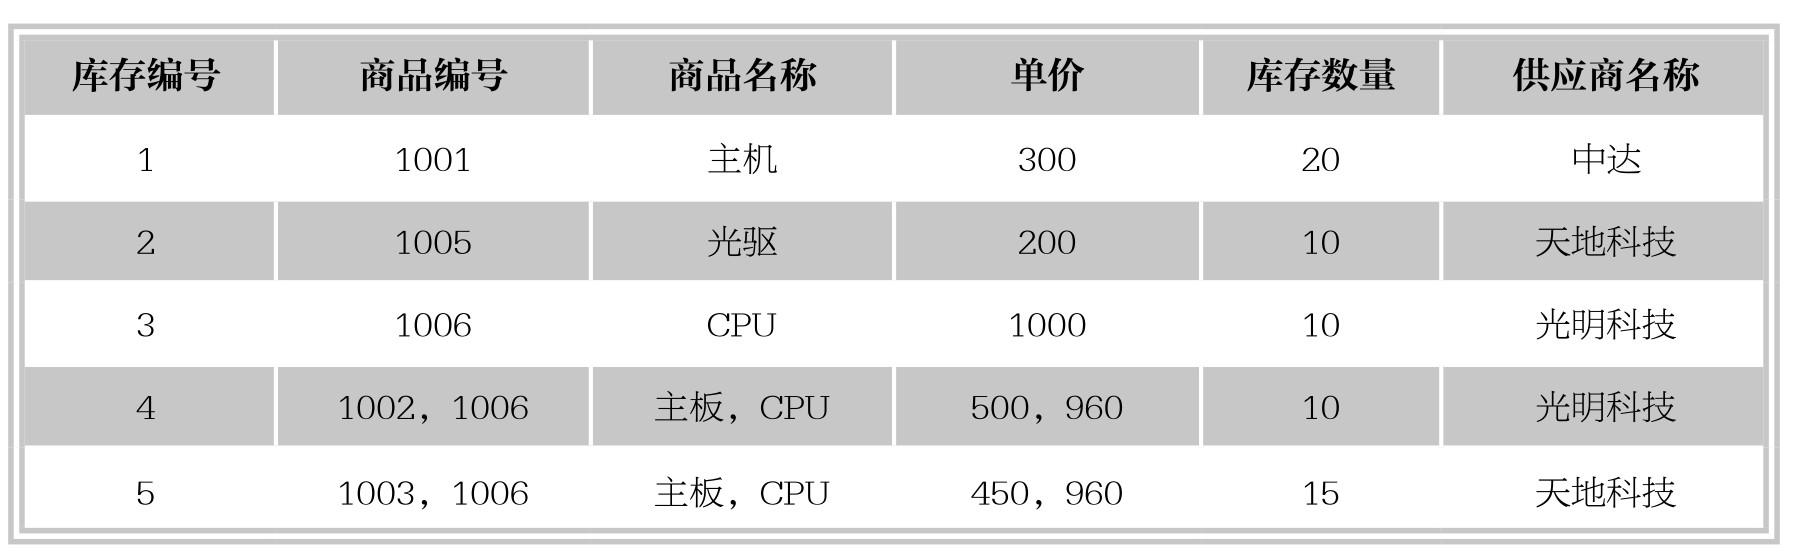 库存编号 商品编号 商品名称 单价 库存数量 供应商名称
1 1001 主机 300 20 中达
2 1005 光驱 200 10 天地科技
3 1006 CPU 1000 10 光明科技
4 1002，1006 主板，CPU 500，960 10 光明科技
5 1003，1006 主板，CPU 450，960 15 天地科技